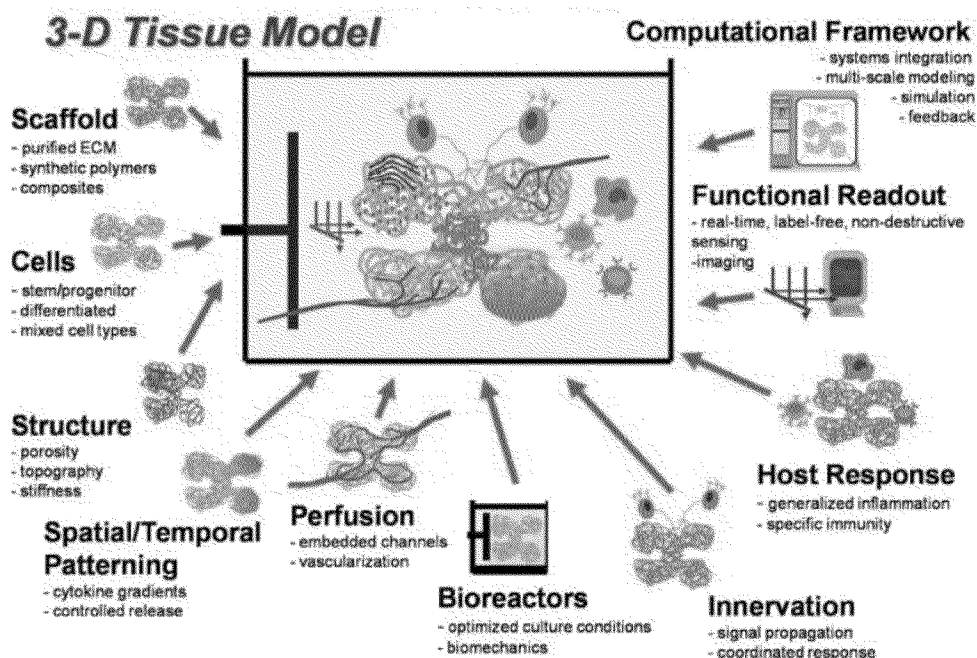 3-D Tissue Model
Computational Framework
- systems integration
- multi-scale modeling
- simulation
- feedback
Scaffold
- purified ECM
- synthetic polymers
- composites
Functional Readout
- real-time, label-free, non-destructive
sensing
-imaging
Cells
- stem/progenitor
- differentiated
- mixed cell types
Structure
- porosity
- topography
- stiffness
Host Response
- generalized inflammation
- specific immunity
Spatial/Temporal
Patterning
- cytokine gradients
- controlled release
Perfusion
- embedded channels
- vascularization
Bioreactors
- optimized culture conditions
- biomechanics
Innervation
- signal propagation
- coordinated response